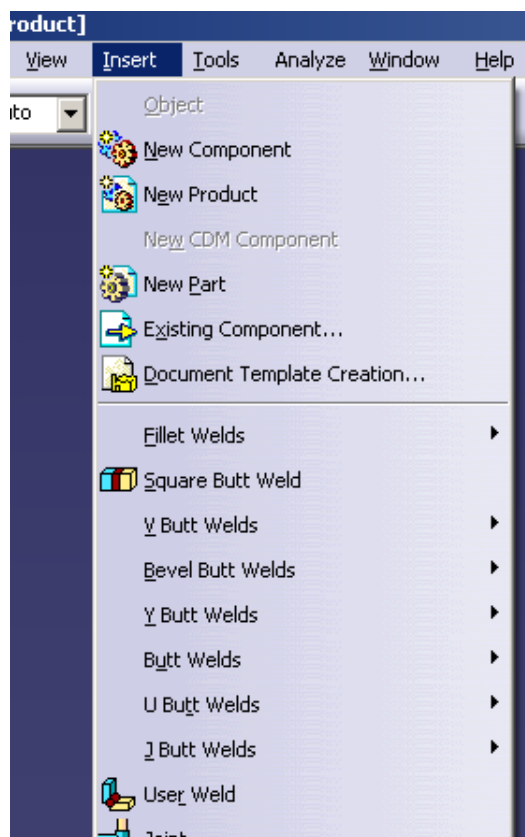 roduct]
View Insert Tools Analyze Window Help
uto
Object
New Component
New Product
New CDM Component
New Part
Existing Component...
Document Template Creation...
Fillet Welds
Square Butt Weld
V Butt Welds
Bevel Butt Welds
Y Butt Welds
Butt Welds
U Butt Welds
J Butt Welds
User Weld
Joint